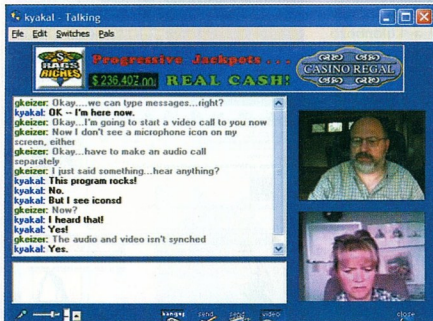 kyakal - Talking
File Edit Switches Pals
RAGS RICHES
Progressive Jackpots . . .
$ 236,407.00
REAL CASH!
CASINO REGAL
gkeizer: Okay....we can type messages...right?
kyakal: OK -- I'm here now.
gkeizer: Okay...I'm going to start a video call to you now
gkeizer: Now I don't see a microphone icon on my
screen, either
gkeizer: Okay...have to make an audio call
separately
gkeizer: I just said something...hear anything?
kyakal: This program rocks!
kyakal: No.
kyakal: But I see iconsd
gkeizer: Now?
kyakal: I heard that!
kyakal: Yes!
gkeizer: The audio and video isn't synched
kyakal: Yes.
hangup send send video close